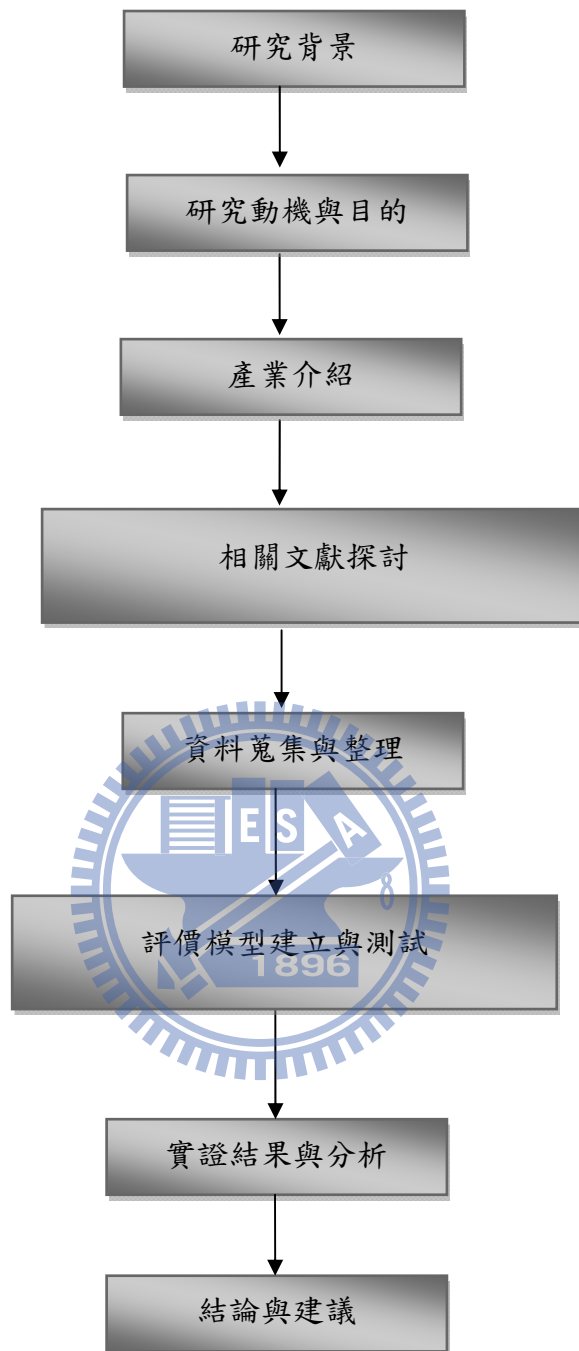 研究背景
研究動機與目的
產業介紹
相關文獻探討
資料蒐集與整理
E S A
評價模型建立與測試
1896
實證結果與分析
結論與建議